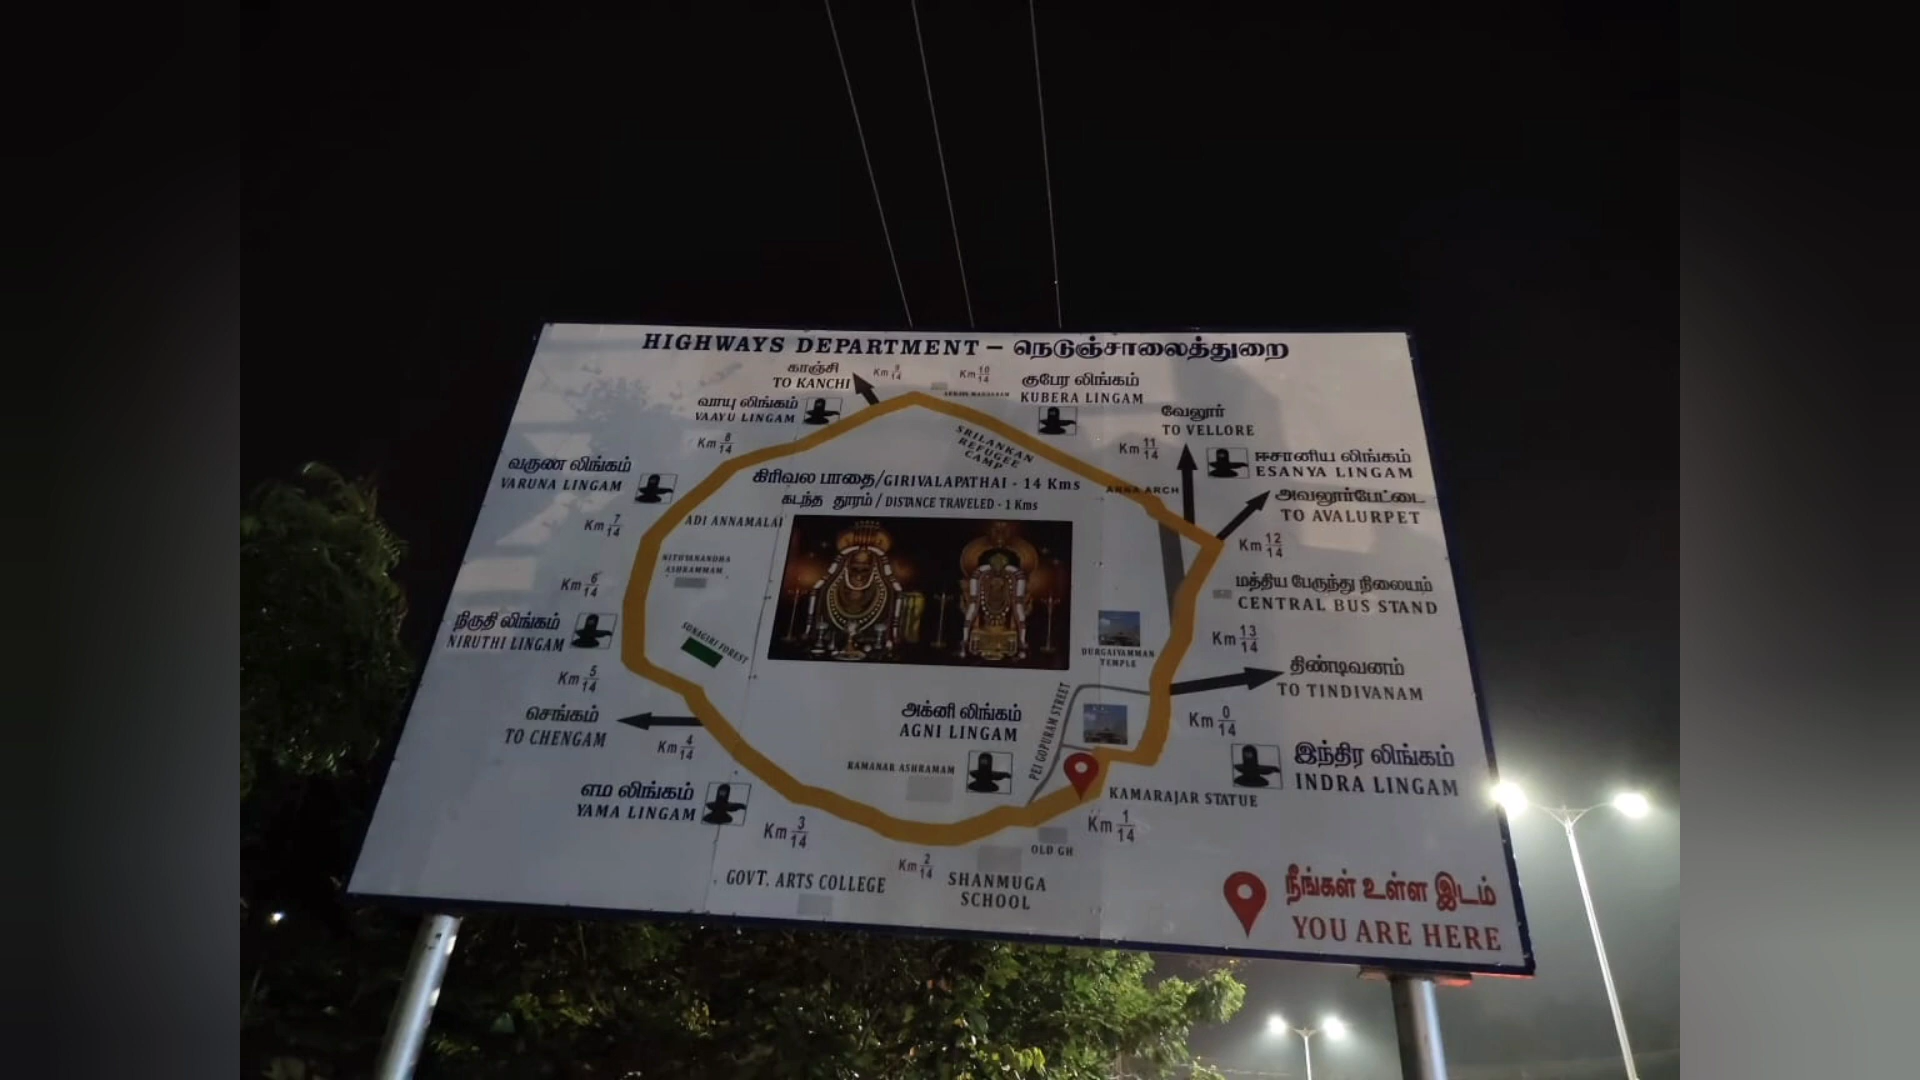 HIGHWAYS DEPARTMENT – நெடுஞ்சாலைத்துறை
காஞ்சி
TO KANCHI
Km 9/14
Km 10/14
குபேர லிங்கம்
KUBERA LINGAM
வாயு லிங்கம்
VAAYU LINGAM
Km 8/14
SRILANKAN
REFUGEE
CAMP
வேலூர்
TO VELLORE
Km 11/14
ஈசானிய லிங்கம்
ESANYA LINGAM
வருண லிங்கம்
VARUNA LINGAM
கிரிவல பாதை/GIRIVALAPATHAI - 14 Kms
கடந்த தூரம் / DISTANCE TRAVELED - 1 Kms
ANNA ARCH
அவலூர்பேட்டை
TO AVALURPET
Km 7/14
ADI ANNAMALAI
Km 12/14
NITHYANANDHA
ASHRAMMAM
Km 6/14
மத்திய பேருந்து நிலையம்
CENTRAL BUS STAND
நிருதி லிங்கம்
NIRUTHI LINGAM
SONAGIRI FOREST
DURGAIYAMMAN
TEMPLE
Km 13/14
Km 5/14
திண்டிவனம்
TO TINDIVANAM
செங்கம்
TO CHENGAM
Km 4/14
அக்னி லிங்கம்
AGNI LINGAM
PEI GOPURAM STREET
Km 0/14
RAMANAR ASHRAMAM
இந்திர லிங்கம்
INDRA LINGAM
எம லிங்கம்
YAMA LINGAM
KAMARAJAR STATUE
Km 3/14
Km 1/14
OLD GH
Km 2/14
GOVT. ARTS COLLEGE
SHANMUGA
SCHOOL
நீங்கள் உள்ள இடம்
YOU ARE HERE